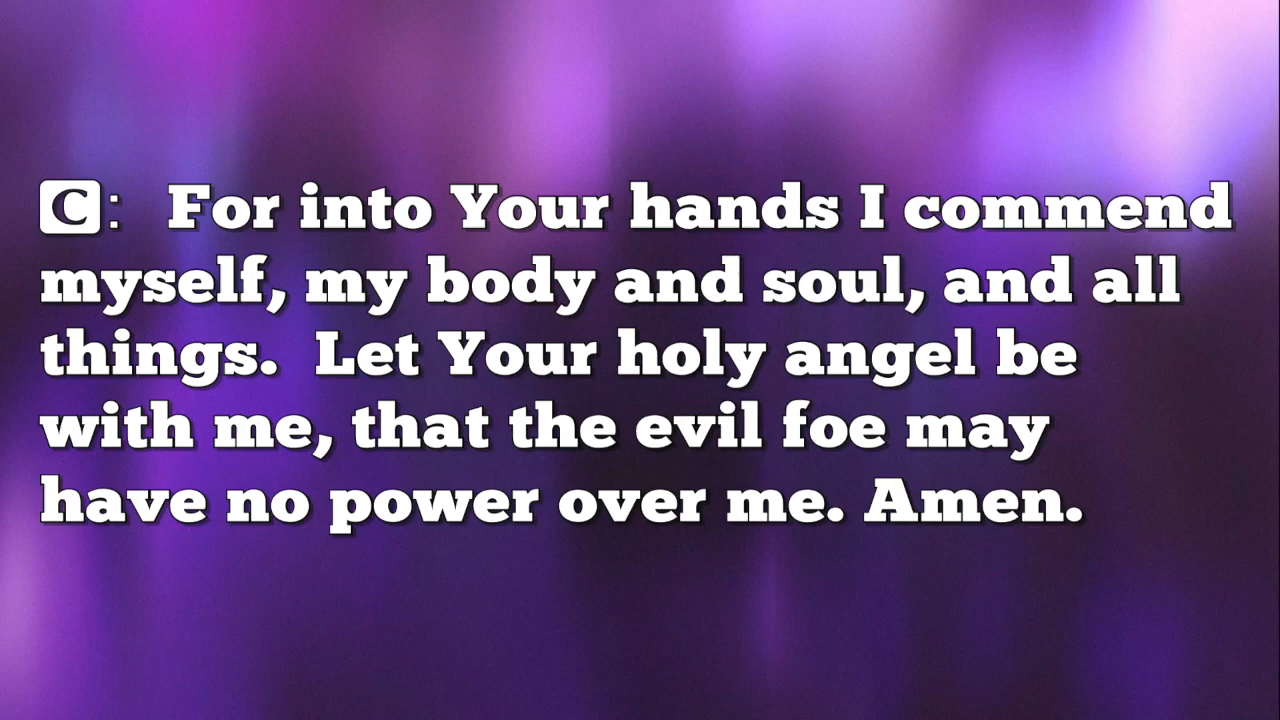 C: For into Your hands I commend
myself, my body and soul, and all
things. Let Your holy angel be
with me, that the evil foe may
have no power over me. Amen.